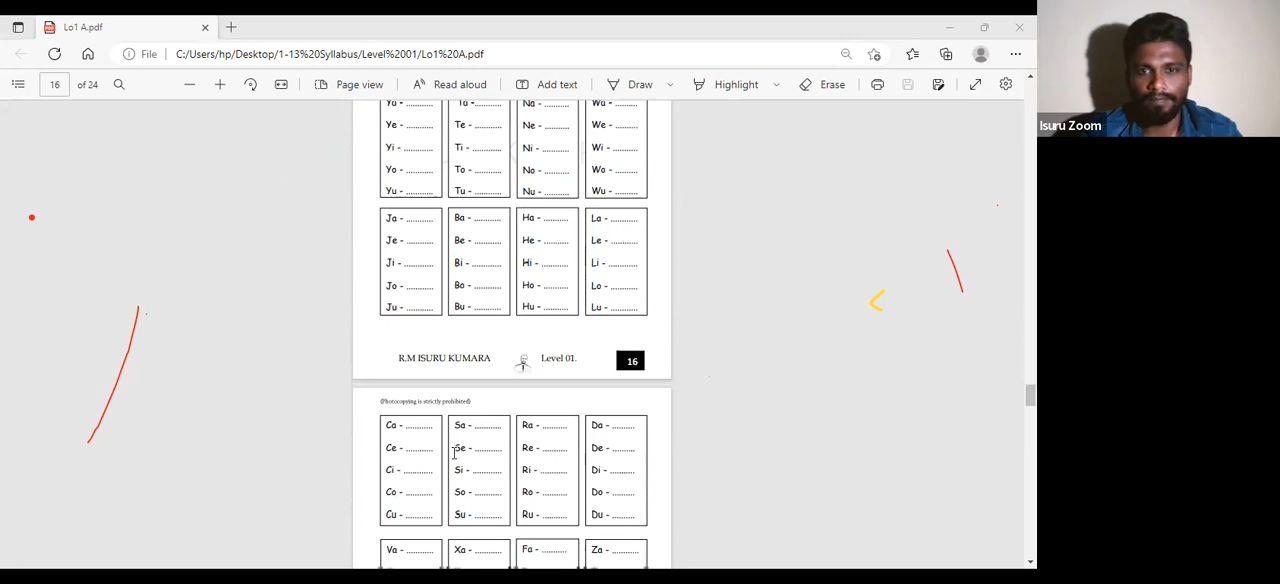 Lo1 A.pdf
File C:/Users/hp/Desktop/1-13%20Syllabus/Level%2001/Lo1%20A.pdf
16 of 24 Page view Read aloud Add text Draw Highlight Erase
Isuru Zoom
Ya - ............ Ta - ............ Na - ........... Wa - ...........
Ye - ............ Te - ............ Ne - ........... We - ...........
Yi - ............ Ti - ............ Ni - ........... Wi - ...........
Yo - ............ To - ............ No - ........... Wo - ...........
Yu - ............ Tu - ............ Nu - ........... Wu - ...........
Ja - ............ Ba - ............ Ha - ............ La - ............
Je - ............ Be - ............ He - ............ Le - ............
Ji - ............ Bi - ............ Hi - ............ Li - ............
Jo - ............ Bo - ............ Ho - ............ Lo - ............
Ju - ............ Bu - ............ Hu - ............ Lu - ............
R.M ISURU KUMARA Level 01. 16
(Photocopying is strictly prohibited)
Ca - ............ Sa - ............ Ra - ............ Da - ..........
Ce - ............ Se - ............ Re - ............ De - ..........
Ci - ............ Si - ............ Ri - ............ Di - ...........
Co - ............ So - ............ Ro - ............ Do - ..........
Cu - ............ Su - ............ Ru - ............ Du - ..........
Va - ............ Xa - ............ Fa - ........... Za - ............